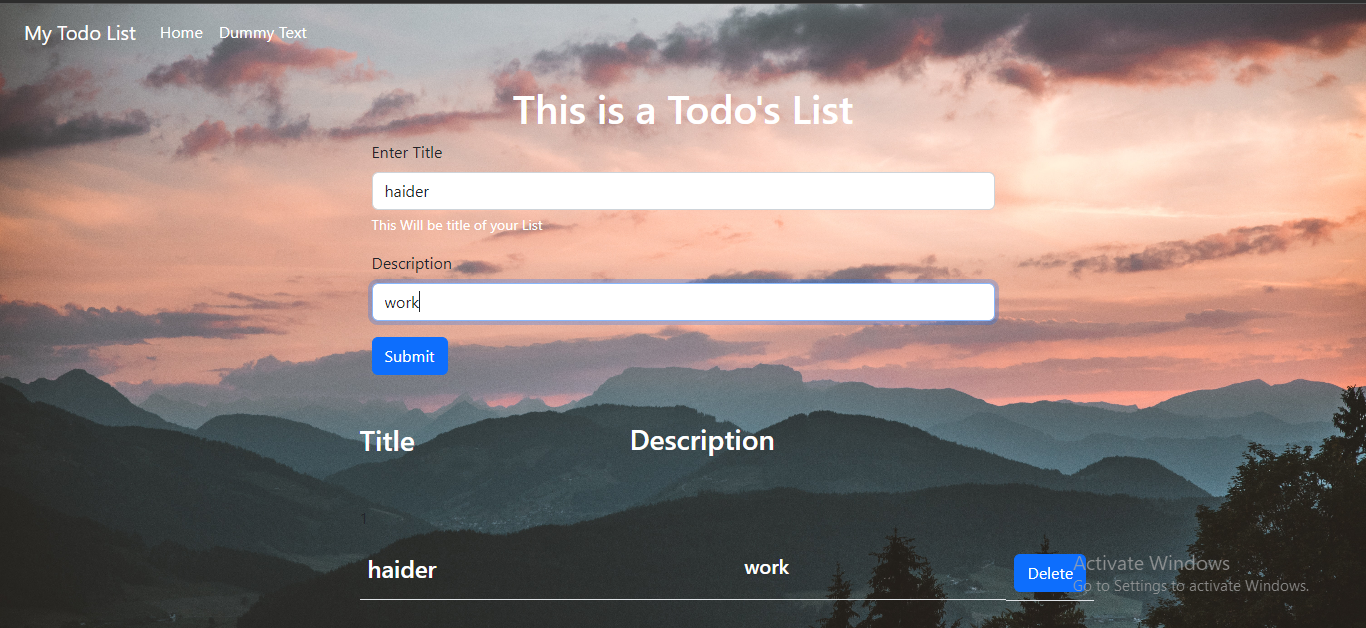 My Todo List Home Dummy Text
This is a Todo's List
Enter Title
haider
This Will be title of your List
Description
work
Submit
Title Description
1
haider work Delete
Activate Windows
Go to Settings to activate Windows.